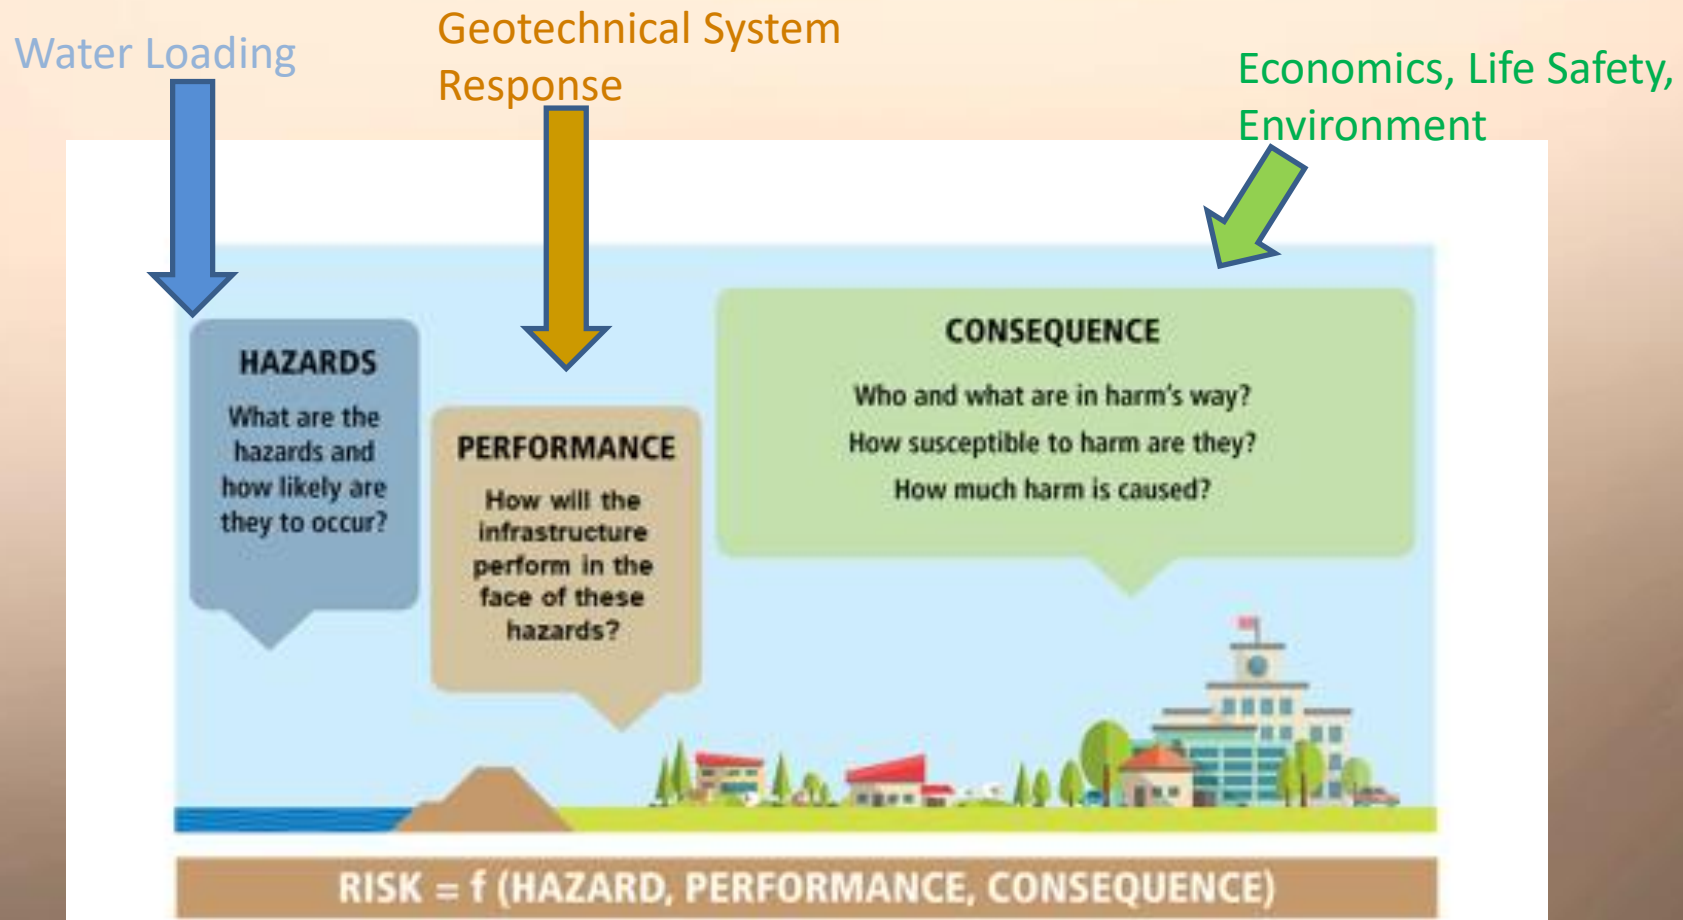 Water Loading
Geotechnical System
Response
Economics, Life Safety,
Environment
HAZARDS
What are the
hazards and
how likely are
they to occur?
PERFORMANCE
How will the
infrastructure
perform in the
face of these
hazards?
CONSEQUENCE
Who and what are in harm's way?
How susceptible to harm are they?
How much harm is caused?
RISK = f (HAZARD, PERFORMANCE, CONSEQUENCE)